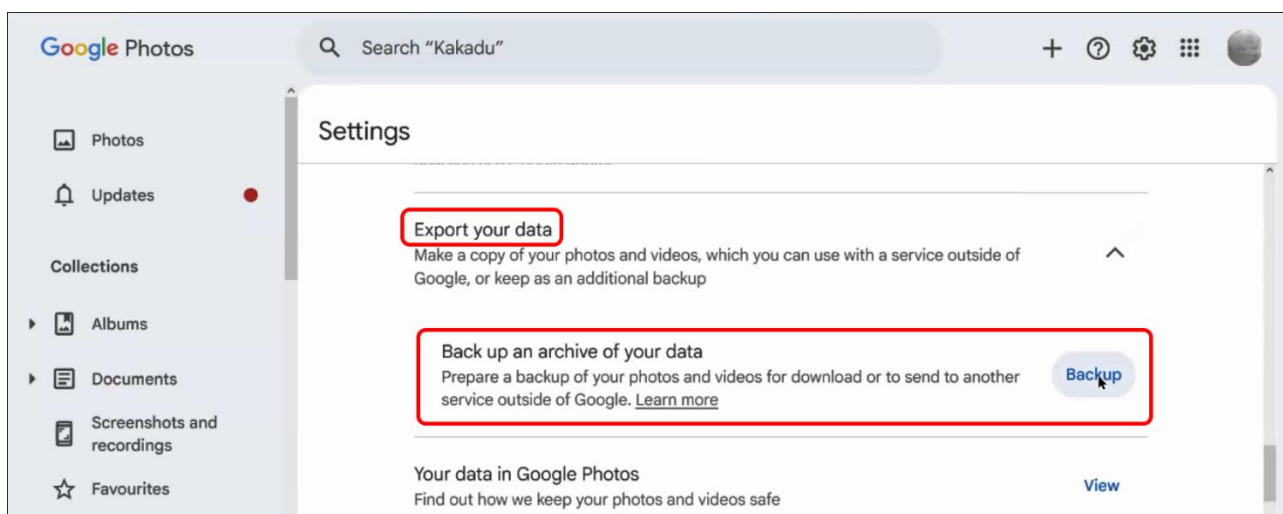 Google Photos
Search “Kakadu”
Photos
Updates
Collections
Albums
Documents
Screenshots and
recordings
Favourites
Settings
Export your data
Make a copy of your photos and videos, which you can use with a service outside of
Google, or keep as an additional backup
Back up an archive of your data
Prepare a backup of your photos and videos for download or to send to another
service outside of Google. Learn more
Backup
Your data in Google Photos
Find out how we keep your photos and videos safe
View